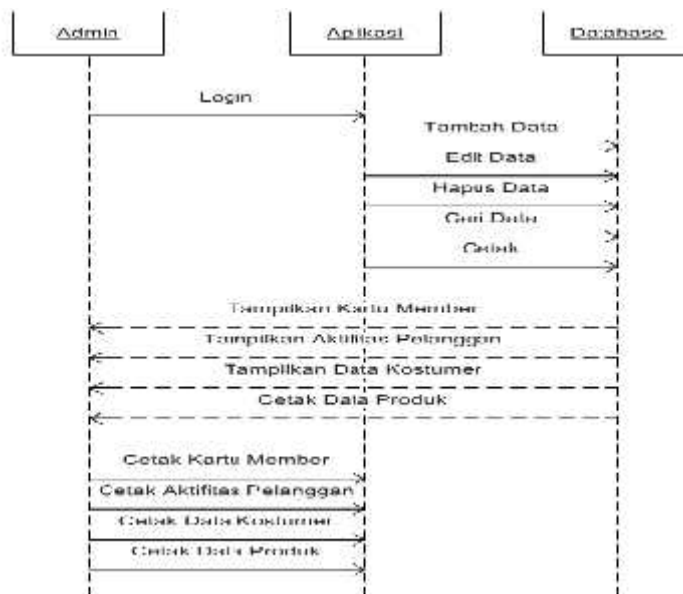 Admin
Aplikasi
Database
Login
Tambah Data
Edit Data
Hapus Data
Cari Data
Cetak
Tampilkan Kartu Member
Tampilkan Aktifitas Pelanggan
Tampilkan Data Kostumer
Cetak Data Produk
Cetak Kartu Member
Cetak Aktifitas Pelanggan
Cetak Data Kostumer
Cetak Data Produk